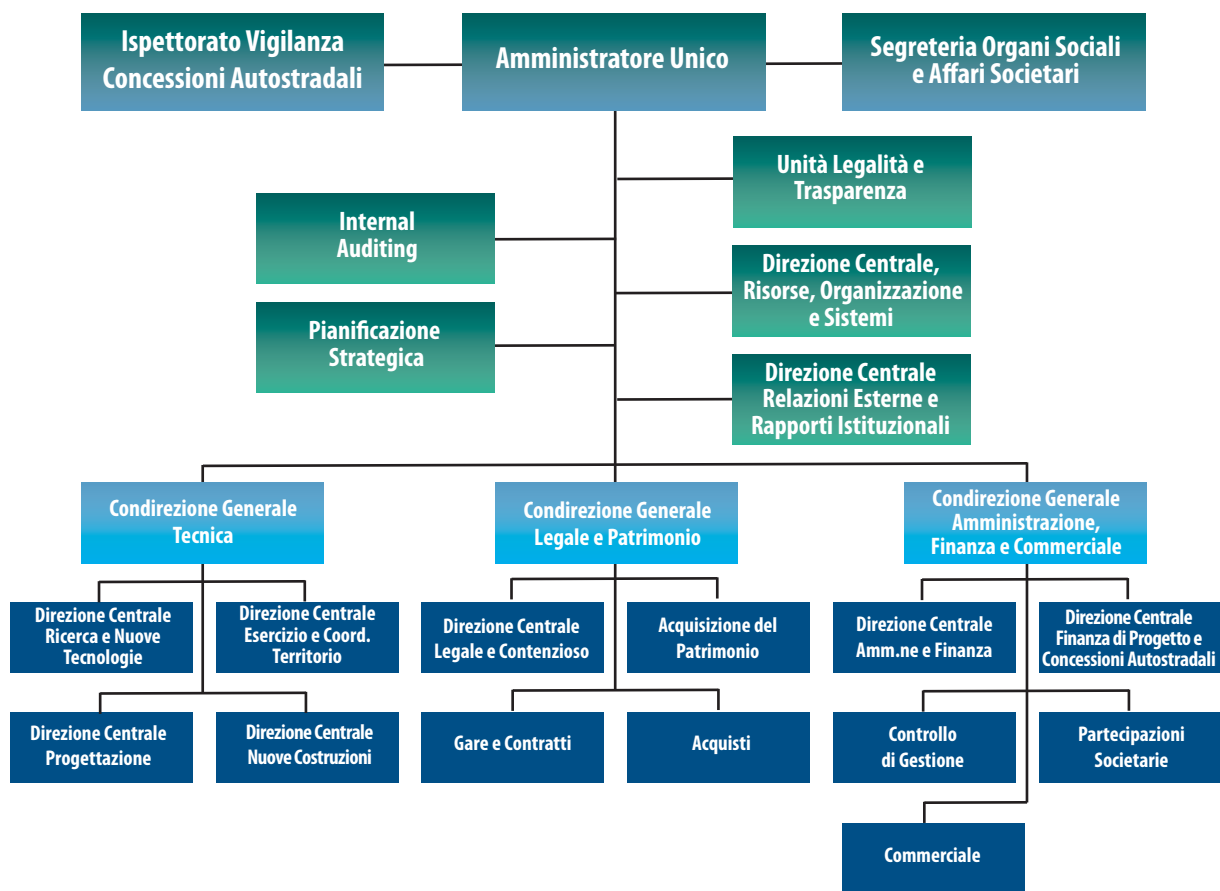 Ispettorato Vigilanza
Concessioni Autostradali
Amministratore Unico
Segreteria Organi Sociali
e Affari Societari
Unità Legalità e
Trasparenza
Internal
Auditing
Direzione Centrale,
Risorse, Organizzazione
e Sistemi
Pianificazione
Strategica
Direzione Centrale
Relazioni Esterne e
Rapporti Istituzionali
Condirezione Generale
Tecnica
Condirezione Generale
Legale e Patrimonio
Condirezione Generale
Amministrazione,
Finanza e Commerciale
Direzione Centrale
Ricerca e Nuove
Tecnologie
Direzione Centrale
Esercizio e Coord.
Territorio
Direzione Centrale
Legale e Contenzioso
Acquisizione del
Patrimonio
Direzione Centrale
Amm.ne e Finanza
Direzione Centrale
Finanza di Progetto e
Concessioni Autostradali
Direzione Centrale
Progettazione
Direzione Centrale
Nuove Costruzioni
Gare e Contratti
Acquisti
Controllo
di Gestione
Partecipazioni
Societarie
Commerciale